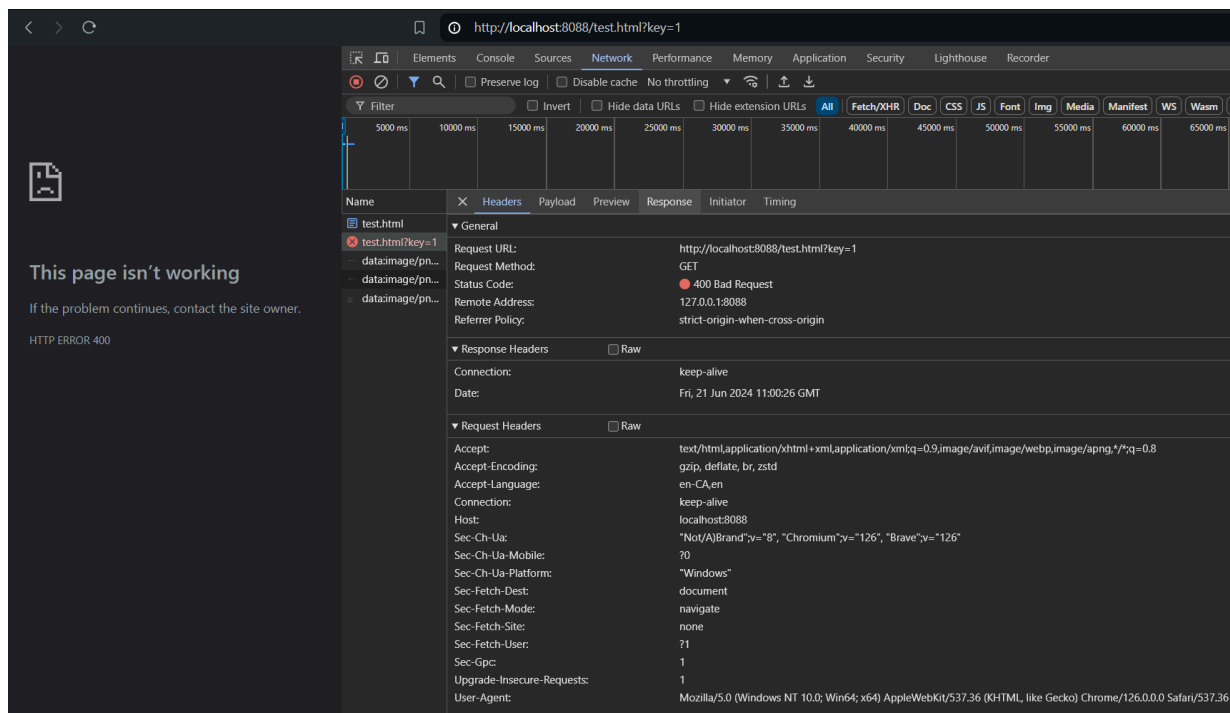 http://localhost:8088/test.html?key=1
Elements Console Sources Network Performance Memory Application Security Lighthouse Recorder
Preserve log Disable cache No throttling
Filter Invert Hide data URLs Hide extension URLs All Fetch/XHR Doc CSS JS Font Img Media Manifest WS Wasm
5000 ms 10000 ms 15000 ms 20000 ms 25000 ms 30000 ms 35000 ms 40000 ms 45000 ms 50000 ms 55000 ms 60000 ms 65000 ms
Name Headers Payload Preview Response Initiator Timing
test.html
test.html?key=1
data:image/pn...
data:image/pn...
data:image/pn...
This page isn't working
If the problem continues, contact the site owner.
HTTP ERROR 400
▼ General
Request URL: http://localhost:8088/test.html?key=1
Request Method: GET
Status Code: 400 Bad Request
Remote Address: 127.0.0.1:8088
Referrer Policy: strict-origin-when-cross-origin
▼ Response Headers Raw
Connection: keep-alive
Date: Fri, 21 Jun 2024 11:00:26 GMT
▼ Request Headers Raw
Accept: text/html,application/xhtml+xml,application/xml;q=0.9,image/avif,image/webp,image/apng,*/*;q=0.8
Accept-Encoding: gzip, deflate, br, zstd
Accept-Language: en-CA,en
Connection: keep-alive
Host: localhost:8088
Sec-Ch-Ua: "Not/A)Brand";v="8", "Chromium";v="126", "Brave";v="126"
Sec-Ch-Ua-Mobile: ?0
Sec-Ch-Ua-Platform: "Windows"
Sec-Fetch-Dest: document
Sec-Fetch-Mode: navigate
Sec-Fetch-Site: none
Sec-Fetch-User: ?1
Sec-Gpc: 1
Upgrade-Insecure-Requests: 1
User-Agent: Mozilla/5.0 (Windows NT 10.0; Win64; x64) AppleWebKit/537.36 (KHTML, like Gecko) Chrome/126.0.0.0 Safari/537.36